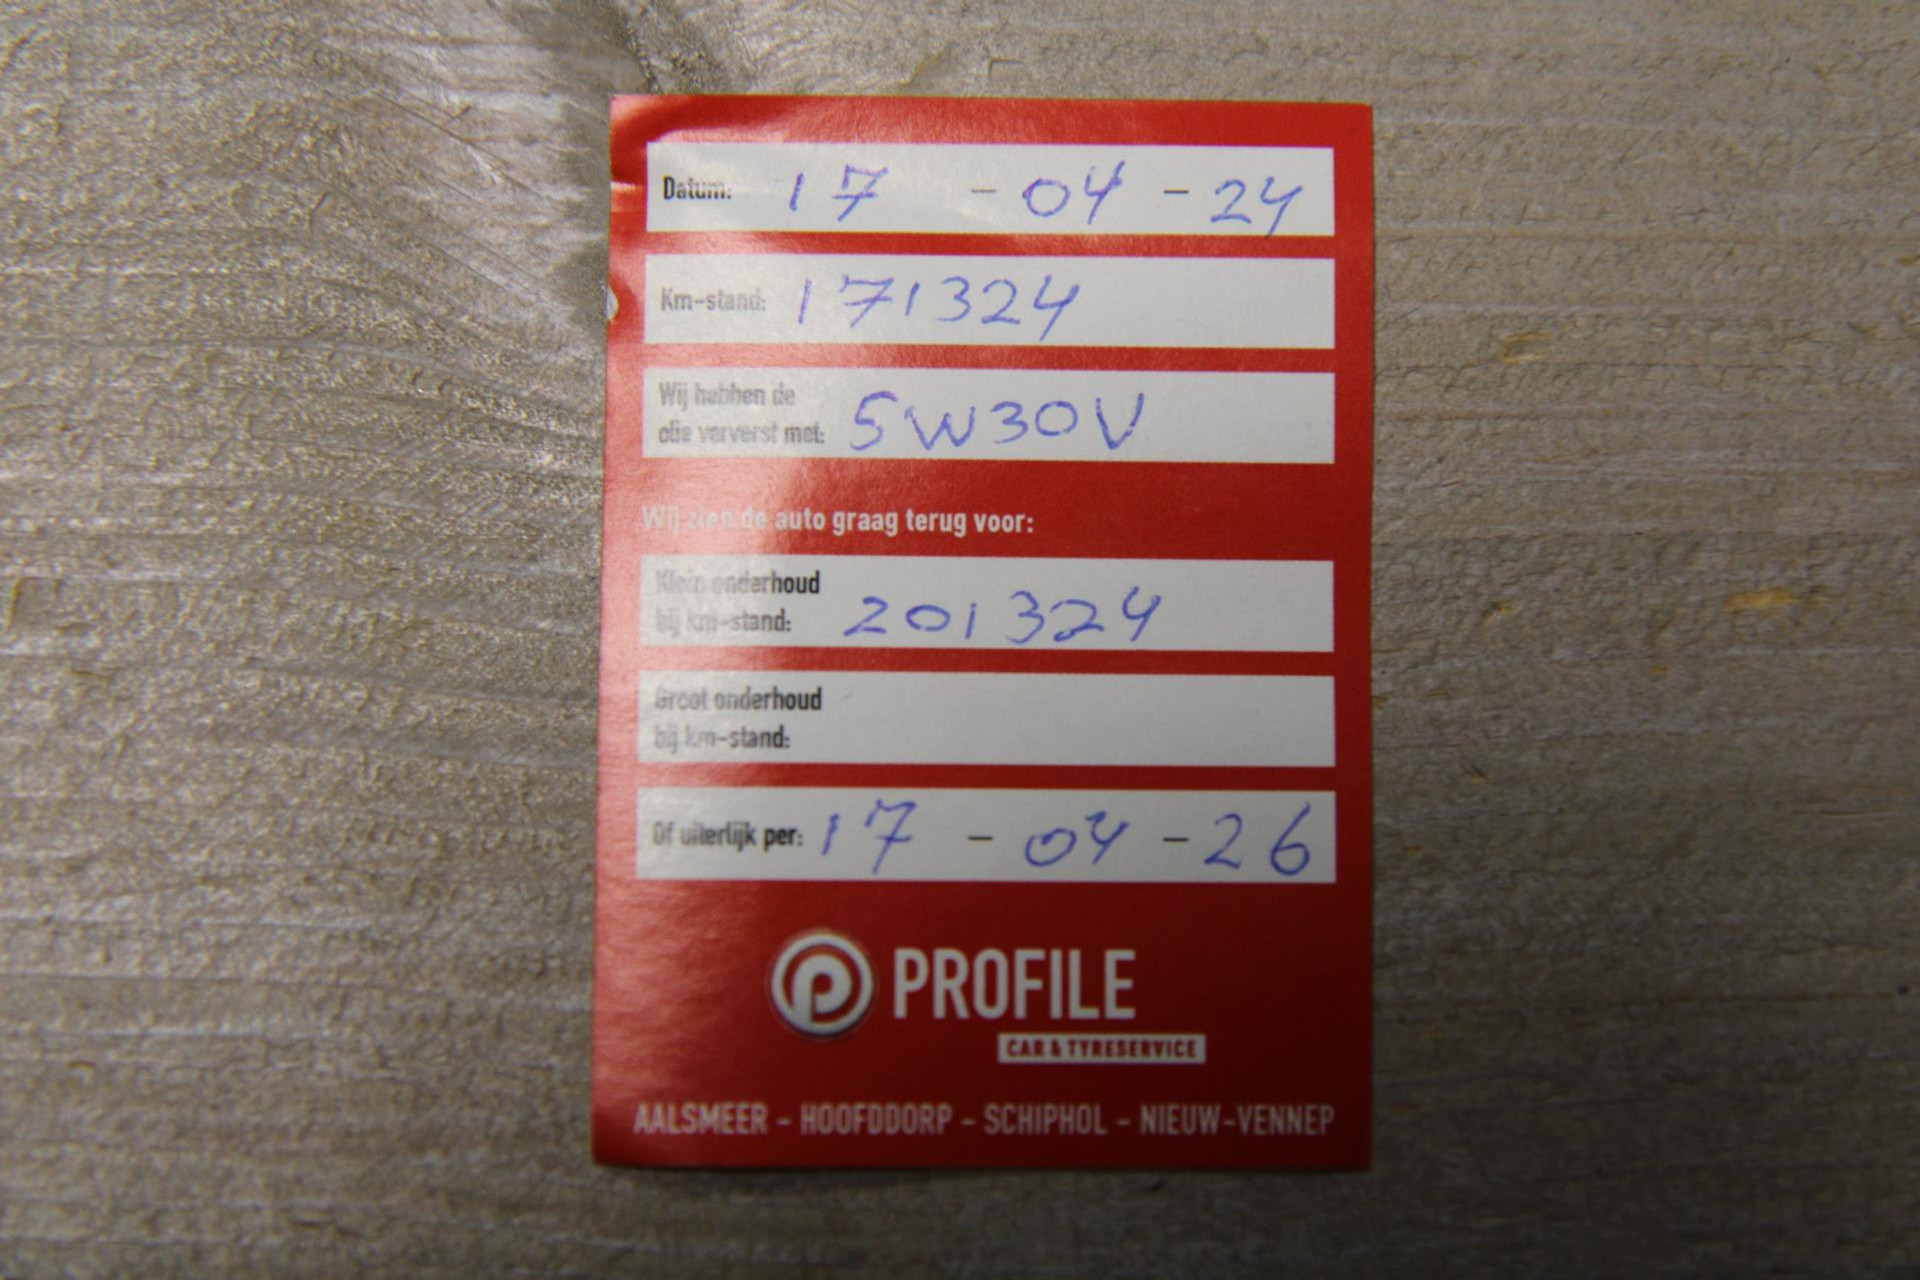 Datum: 17 - 04 - 24
Km-stand: 171324
Wij hebben de
olie ververst met: 5W30V
Wij zien de auto graag terug voor:
Klein onderhoud
bij km-stand: 201324
Groot onderhoud
bij km-stand:
Of uiterlijk per: 17 - 04 - 26
PROFILE
CAR & TYRESERVICE
AALSMEER - HOOFDDORP - SCHIPHOL - NIEUW-VENNEP